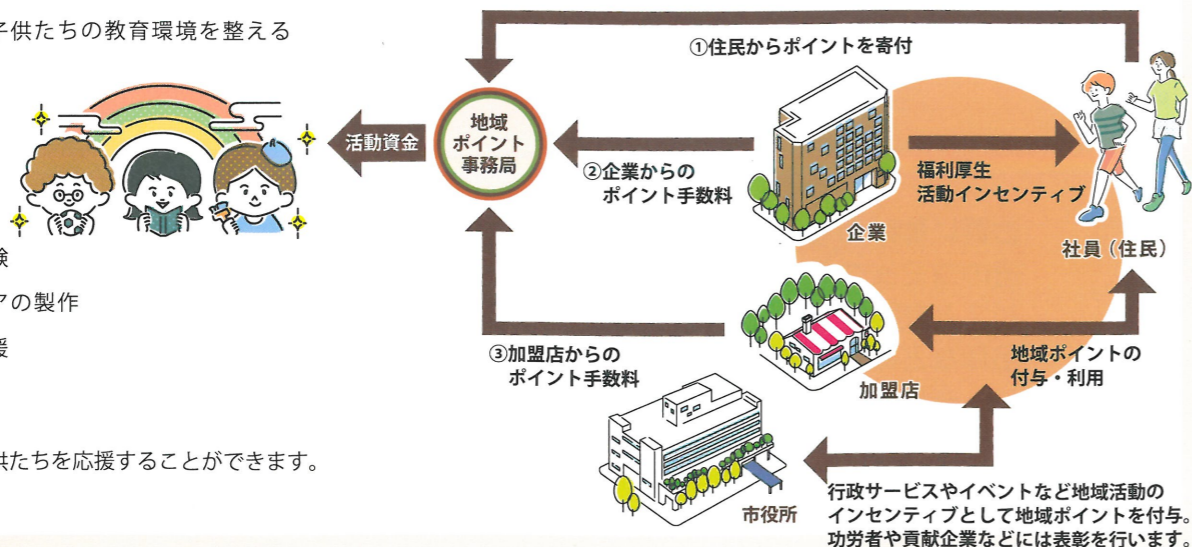 子供たちの教育環境を整える
験
アの製作
援
供たちを応援することができます。
①住民からポイントを寄付
活動資金
地域
ポイント
事務局
②企業からの
ポイント手数料
企業
福利厚生
活動インセンティブ
社員（住民）
③加盟店からの
ポイント手数料
加盟店
地域ポイントの
付与・利用
市役所
行政サービスやイベントなど地域活動の
インセンティブとして地域ポイントを付与。
功労者や貢献企業などには表彰を行います。